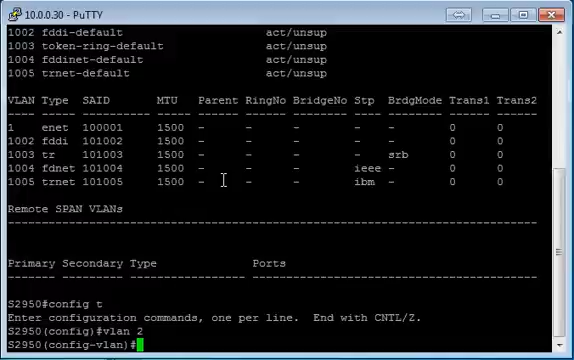 10.0.0.30 - PuTTY
1002 fddi-default act/unsup
1003 token-ring-default act/unsup
1004 fddinet-default act/unsup
1005 trnet-default act/unsup
VLAN Type SAID MTU Parent RingNo BridgeNo Stp BrdgMode Trans1 Trans2
---- ----- ---------- ----- ------ ------ -------- ---- -------- ------ ------
1 enet 100001 1500 - - - - - 0 0
1002 fddi 101002 1500 - - - - - 0 0
1003 tr 101003 1500 - - - - srb 0 0
1004 fdnet 101004 1500 - - - ieee - 0 0
1005 trnet 101005 1500 - - - ibm - 0 0
Remote SPAN VLANs
------------------------------------------------------------------------------
Primary Secondary Type Ports
------- --------- ----------------- ------------------------------------------
S2950#config t
Enter configuration commands, one per line. End with CNTL/Z.
S2950(config)#vlan 2
S2950(config-vlan)#